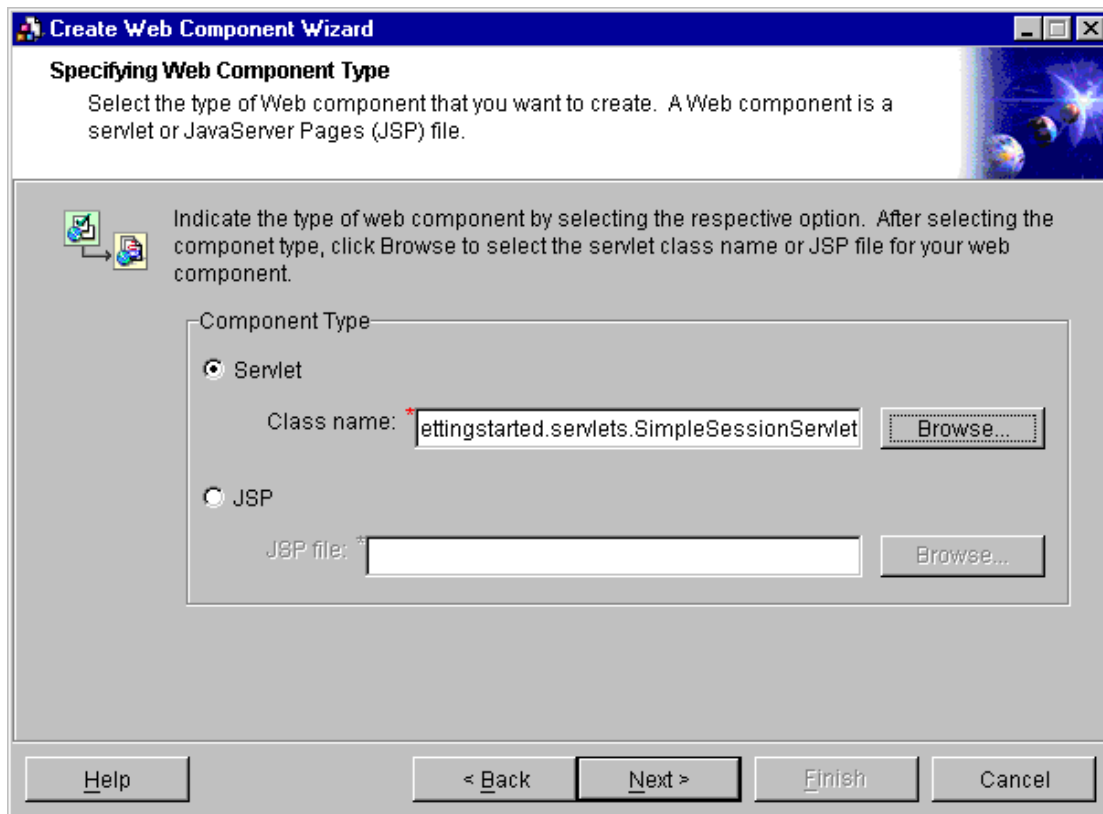 Create Web Component Wizard
Specifying Web Component Type
Select the type of Web component that you want to create.  A Web component is a
servlet or JavaServer Pages (JSP) file.
Indicate the type of web component by selecting the respective option.  After selecting the
componet type, click Browse to select the servlet class name or JSP file for your web
component.
Component Type
Servlet
Class name: * ettingstarted.servlets.SimpleSessionServlet Browse...
JSP
JSP file: * Browse...
Help < Back Next > Finish Cancel